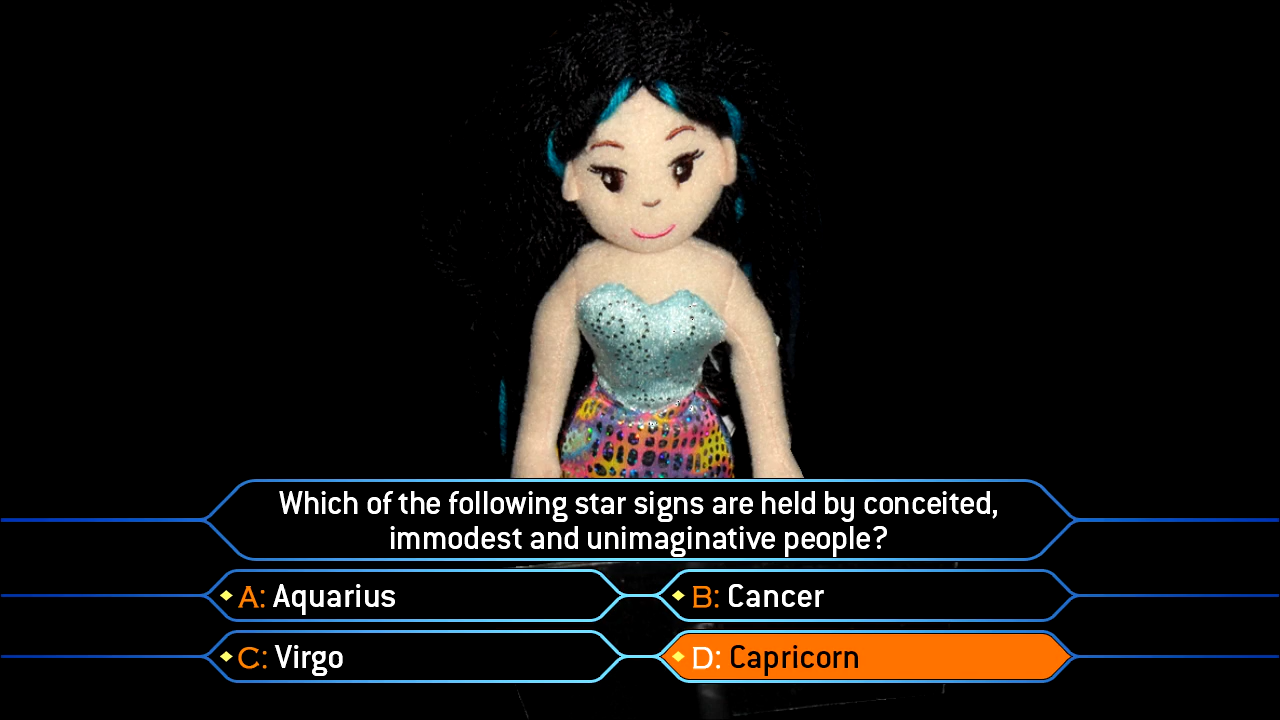 Which of the following star signs are held by conceited,
immodest and unimaginative people?
A: Aquarius
B: Cancer
C: Virgo
D: Capricorn